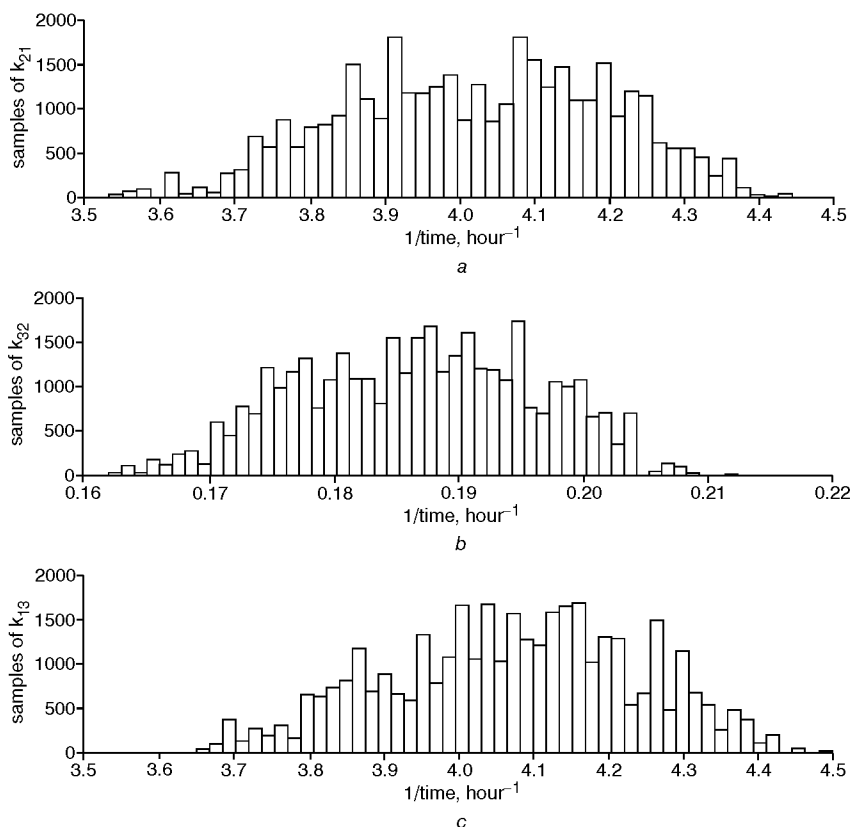 2000
1500
1000
500
0
samples of k21
3.5 3.6 3.7 3.8 3.9 4.0 4.1 4.2 4.3 4.4 4.5
1/time, hour⁻¹
a
2000
1500
1000
500
0
samples of k32
0.16 0.17 0.18 0.19 0.20 0.21 0.22
1/time, hour⁻¹
b
2000
1500
1000
500
0
samples of k13
3.5 3.6 3.7 3.8 3.9 4.0 4.1 4.2 4.3 4.4 4.5
1/time, hour⁻¹
c